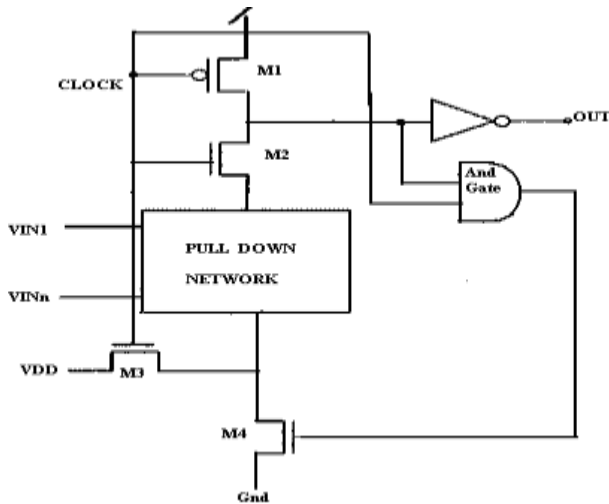 M1
CLOCK
OUT
M2
And
Gate
VIN1
PULL DOWN
NETWORK
VINn
VDD
M3
M4
Gnd